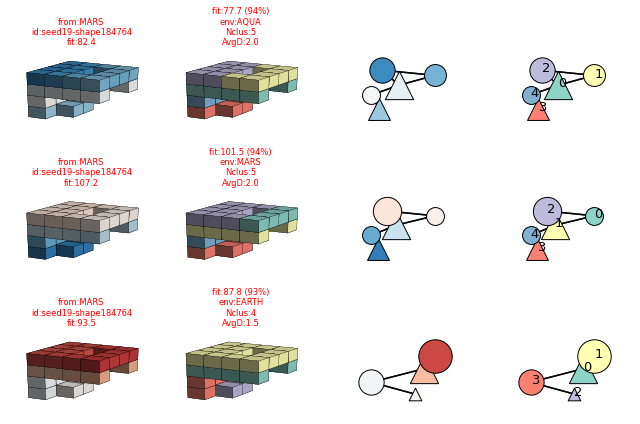 from:MARS
id:seed19-shape184764
fit:82.4
fit:77.7 (94%)
env:AQUA
Nclus:5
AvgD:2.0
2
1
0
4
3
from:MARS
id:seed19-shape184764
fit:107.2
fit:101.5 (94%)
env:MARS
Nclus:5
AvgD:2.0
2
0
1
4
3
from:MARS
id:seed19-shape184764
fit:93.5
fit:87.8 (93%)
env:EARTH
Nclus:4
AvgD:1.5
1
0
3
2